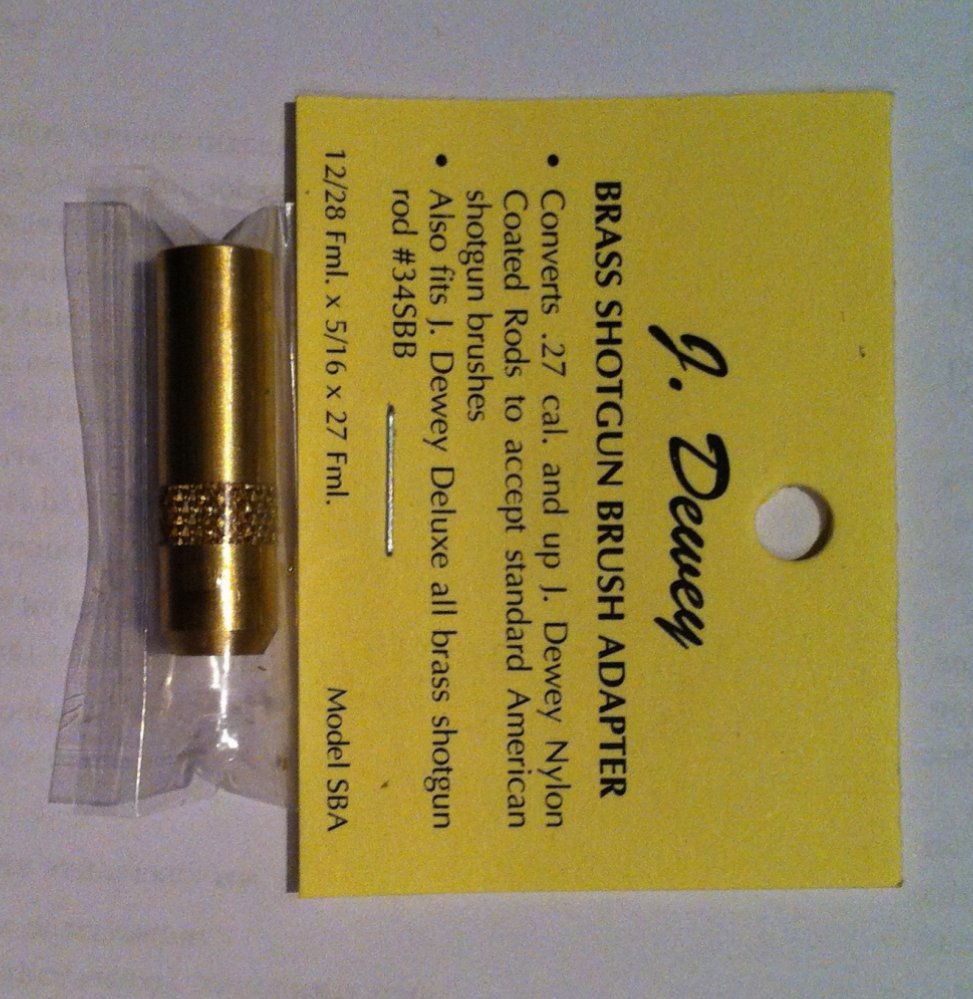 J. Dewey
BRASS SHOTGUN BRUSH ADAPTER
• Converts .27 cal. and up J. Dewey Nylon
Coated Rods to accept standard American
shotgun brushes
• Also fits J. Dewey Deluxe all brass shotgun
rod #34SBB
12/28 Fml. x 5/16 x 27 Fml. Model SBA